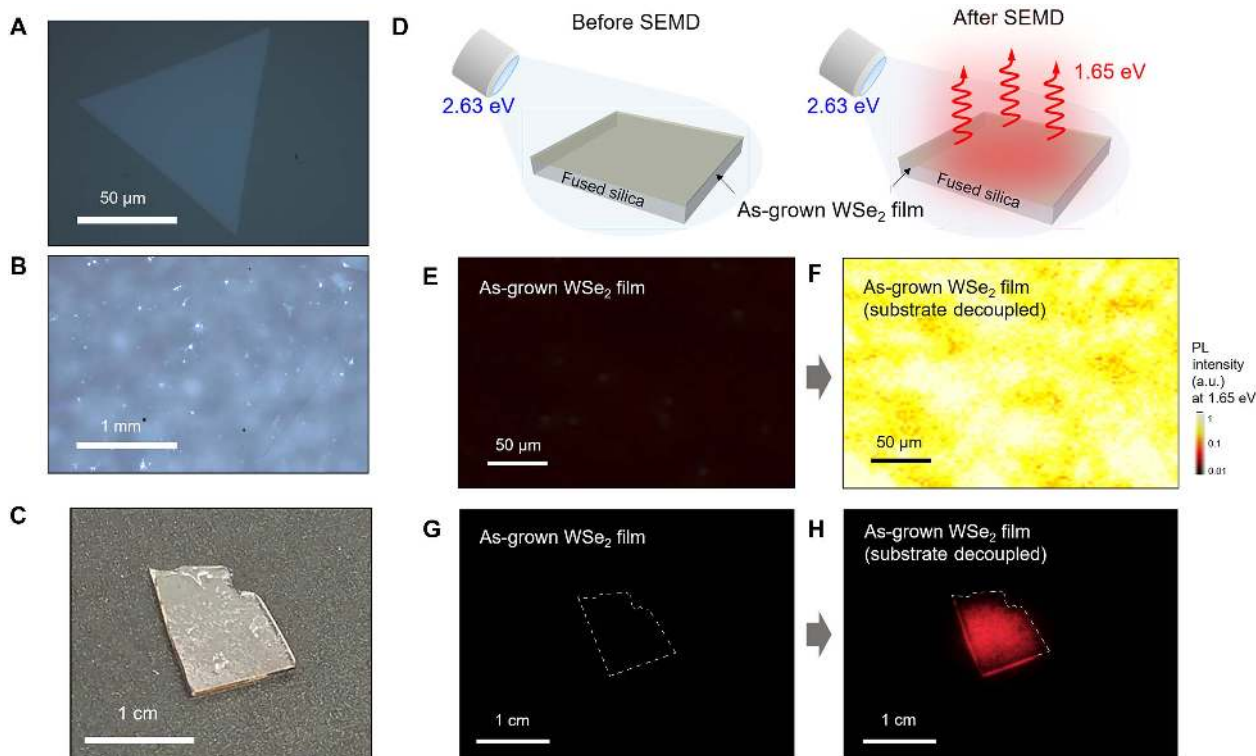 A
50 μm
B
1 mm
C
1 cm
D
Before SEMD
After SEMD
2.63 eV
2.63 eV
1.65 eV
Fused silica
Fused silica
As-grown WSe₂ film
E
As-grown WSe₂ film
50 μm
F
As-grown WSe₂ film
(substrate decoupled)
50 μm
PL
intensity
(a.u.)
at 1.65 eV
1
0.1
0.01
G
As-grown WSe₂ film
1 cm
H
As-grown WSe₂ film
(substrate decoupled)
1 cm